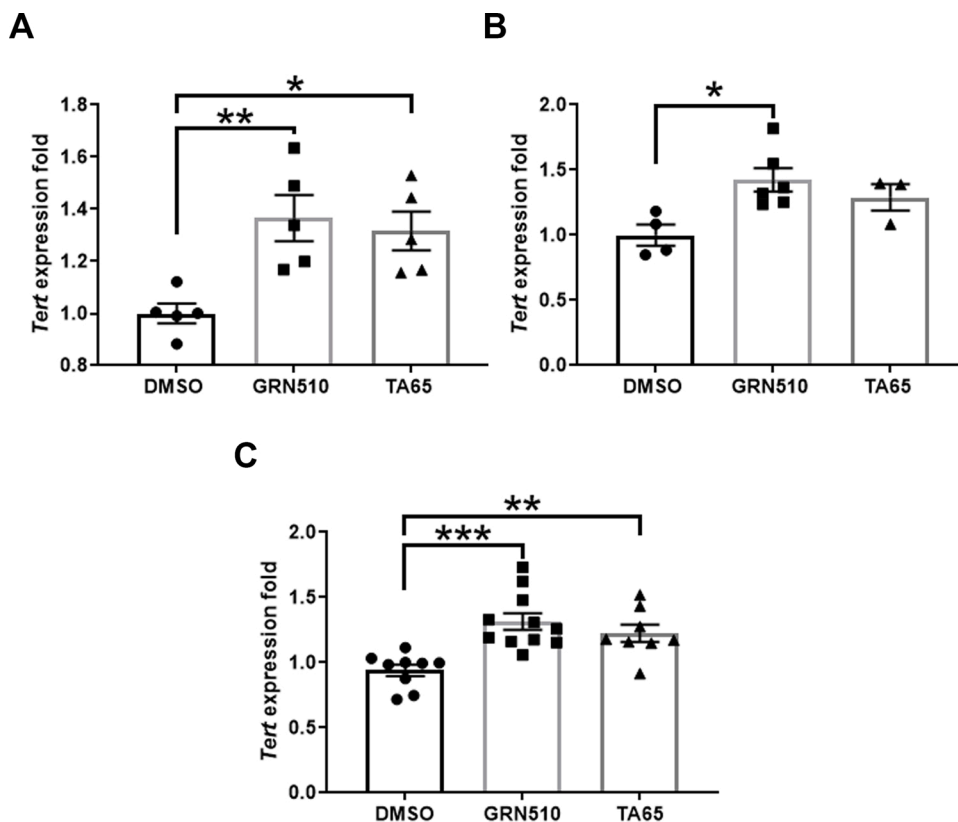 A
Tert expression fold
1.8
1.6
1.4
1.2
1.0
0.8
*
**
DMSO GRN510 TA65
B
Tert expression fold
2.0
1.5
1.0
0.5
0.0
*
DMSO GRN510 TA65
C
Tert expression fold
2.0
1.5
1.0
0.5
0.0
**
***
DMSO GRN510 TA65